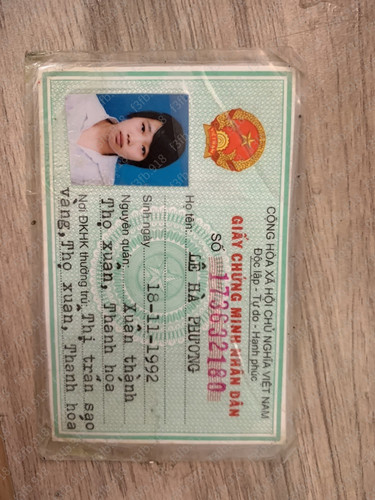 CỘNG HÒA XÃ HỘI CHỦ NGHĨA VIỆT NAM
Độc lập - Tự do - Hạnh phúc
GIẤY CHỨNG MINH NHÂN DÂN
SỐ
Họ tên: LÊ HÀ PHƯƠNG
Sinh ngày 18-11-1992
Nguyên quán: Xuân thành
Thọ xuân, Thanh hóa
Nơi ĐKHK thường trú: Thị trấn sao
vàng,Thọ xuân, Thanh hóa